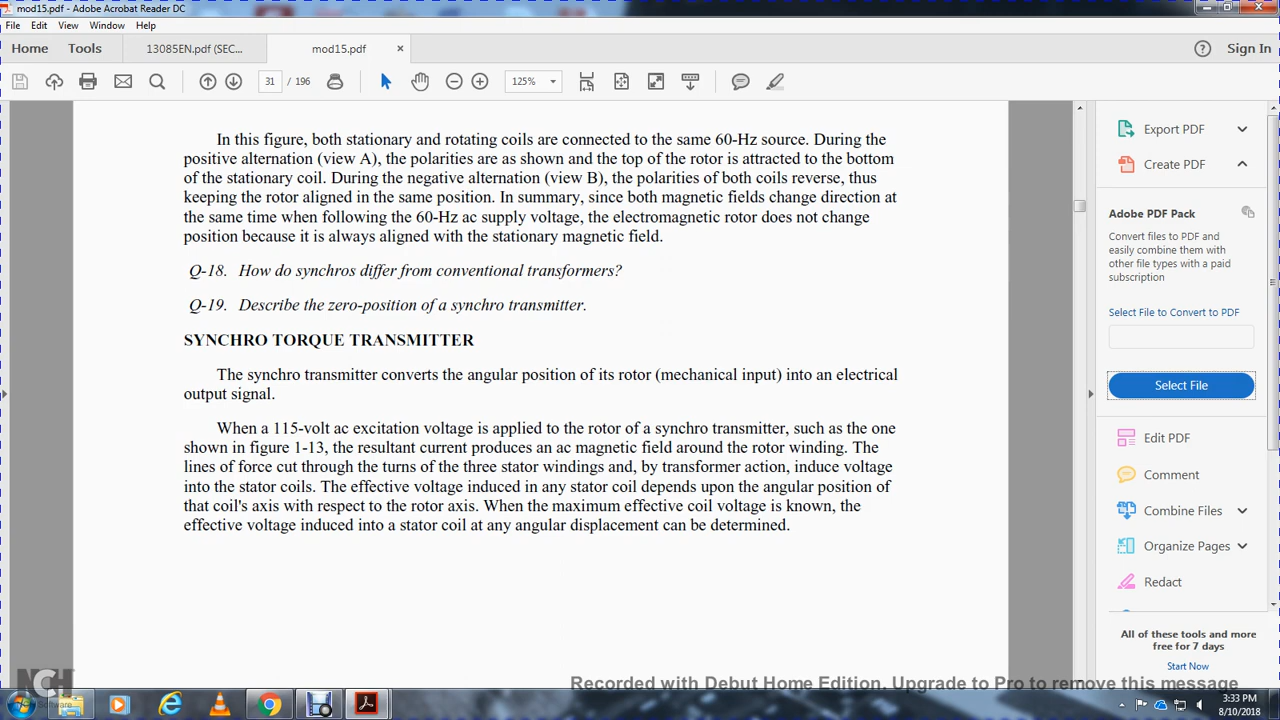 mod15.pdf - Adobe Acrobat Reader DC
File Edit View Window Help
Home Tools 13085EN.pdf (SEC... mod15.pdf × Sign In
31 / 196 125%
In this figure, both stationary and rotating coils are connected to the same 60-Hz source. During the
positive alternation (view A), the polarities are as shown and the top of the rotor is attracted to the bottom
of the stationary coil. During the negative alternation (view B), the polarities of both coils reverse, thus
keeping the rotor aligned in the same position. In summary, since both magnetic fields change direction at
the same time when following the 60-Hz ac supply voltage, the electromagnetic rotor does not change
position because it is always aligned with the stationary magnetic field.
Q-18. How do synchros differ from conventional transformers?
Q-19. Describe the zero-position of a synchro transmitter.
SYNCHRO TORQUE TRANSMITTER
The synchro transmitter converts the angular position of its rotor (mechanical input) into an electrical
output signal.
When a 115-volt ac excitation voltage is applied to the rotor of a synchro transmitter, such as the one
shown in figure 1-13, the resultant current produces an ac magnetic field around the rotor winding. The
lines of force cut through the turns of the three stator windings and, by transformer action, induce voltage
into the stator coils. The effective voltage induced in any stator coil depends upon the angular position of
that coil's axis with respect to the rotor axis. When the maximum effective coil voltage is known, the
effective voltage induced into a stator coil at any angular displacement can be determined.
Export PDF
Create PDF
Adobe PDF Pack
Convert files to PDF and
easily combine them with
other file types with a paid
subscription
Select File to Convert to PDF
Select File
Edit PDF
Comment
Combine Files
Organize Pages
Redact
All of these tools and more
free for 7 days
Start Now
NCH
Software
Recorded with Debut Home Edition. Upgrade to Pro to remove this message
3:33 PM
8/10/2018